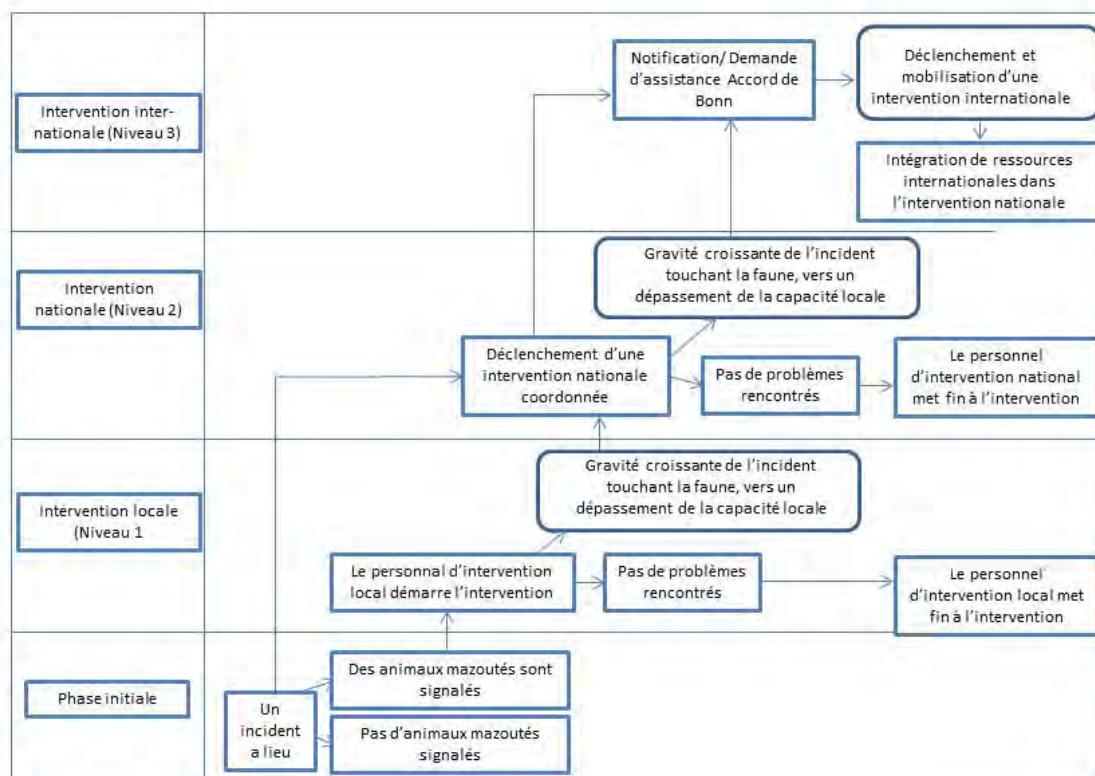 Notification/ Demande
d'assistance Accord de
Bonn
Déclenchement et
mobilisation d'une
intervention internationale
Intervention inter-
nationale (Niveau 3)
Intégration de ressources
internationales dans
l'intervention nationale
Intervention
nationale (Niveau 2)
Gravité croissante de l'incident
touchant la faune, vers un
dépassement de la capacité locale
Déclenchement d'une
intervention nationale
coordonnée
Pas de problèmes
rencontrés
Le personnel
d'intervention national
met fin à l'intervention
Intervention locale
(Niveau 1
Gravité croissante de l'incident
touchant la faune, vers un
dépassement de la capacité locale
Le personnal d'intervention
local démarre l'intervention
Pas de problèmes
rencontrés
Le personnel
d'intervention local met
fin à l'intervention
Phase initiale
Un
incident
a lieu
Des animaux mazoutés sont
signalés
Pas d'animaux mazoutés
signalés